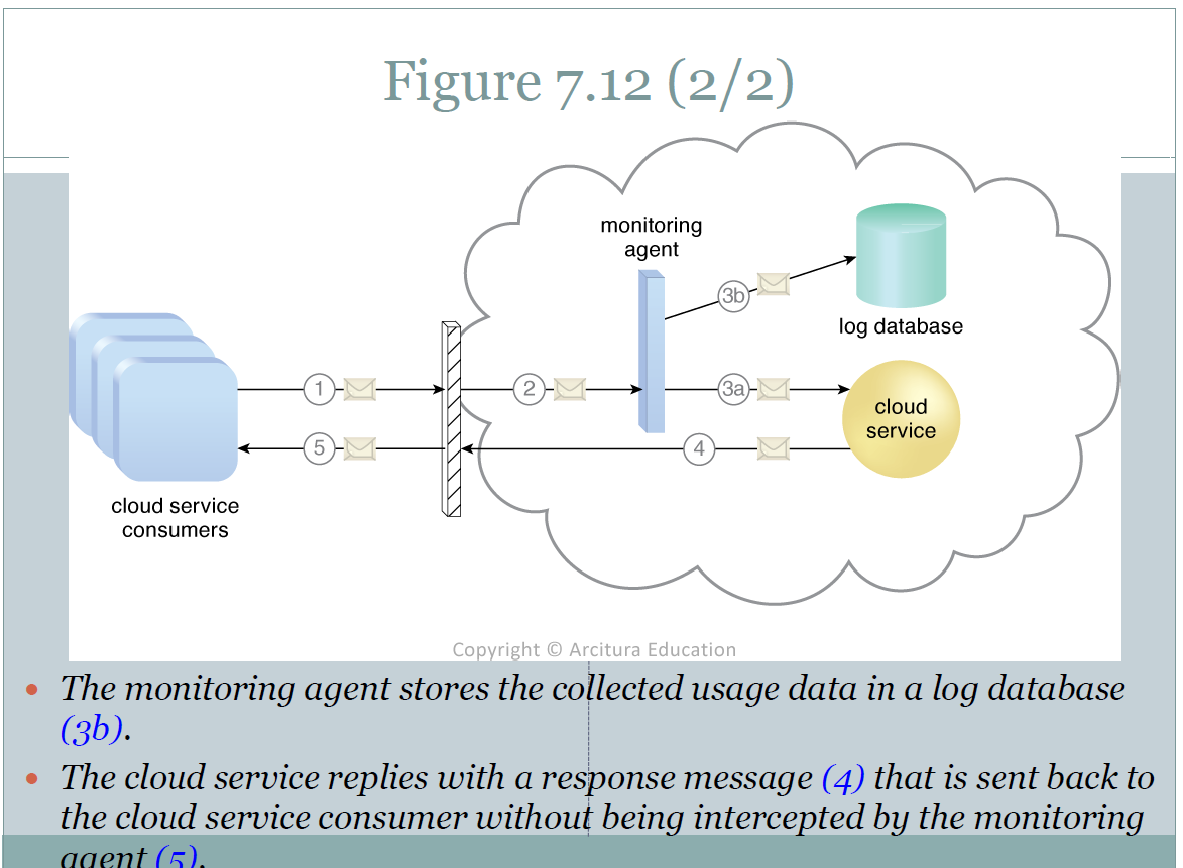 Figure 7.12 (2/2)
monitoring
agent
3b
log database
1
2
3a
cloud
service
5
4
cloud service
consumers
Copyright © Arcitura Education
• The monitoring agent stores the collected usage data in a log database
(3b).
• The cloud service replies with a response message (4) that is sent back to
the cloud service consumer without being intercepted by the monitoring
agent (5).